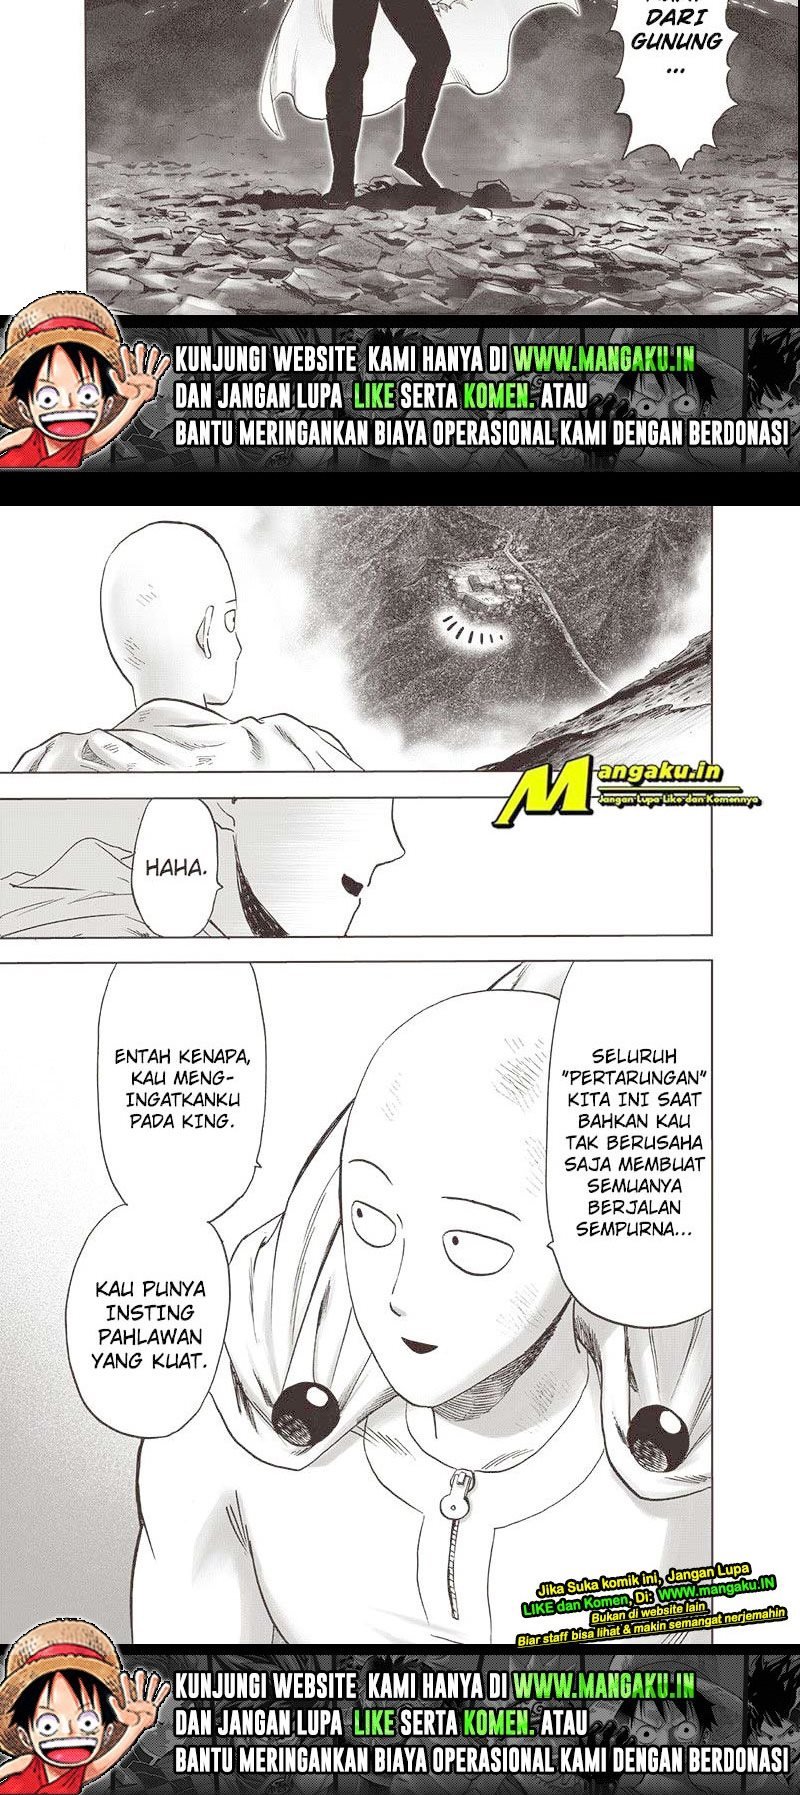 DARI
GUNUNG
...
KUNJUNGI WEBSITE KAMI HANYA DI WWW.MANGAKU.IN
DAN JANGAN LUPA LIKE SERTA KOMEN. ATAU
BANTU MERINGANKAN BIAYA OPERASIONAL KAMI DENGAN BERDONASI
Mangaku.in
Jangan Lupa Like dan Komennya
HAHA.
SELURUH
"PERTARUNGAN"
KITA INI SAAT
BAHKAN KAU
TAK BERUSAHA
SAJA MEMBUAT
SEMUANYA
BERJALAN
SEMPURNA...
ENTAH KENAPA,
KAU MENG-
INGATKANKU
PADA KING.
KAU PUNYA
INSTING
PAHLAWAN
YANG KUAT.
Jika Suka komik ini, Jangan Lupa
LIKE dan Komen, Di: WWW.mangaku.IN
Bukan di website lain
Biar staff bisa lihat & makin semangat nerjemahin
KUNJUNGI WEBSITE KAMI HANYA DI WWW.MANGAKU.IN
DAN JANGAN LUPA LIKE SERTA KOMEN. ATAU
BANTU MERINGANKAN BIAYA OPERASIONAL KAMI DENGAN BERDONASI